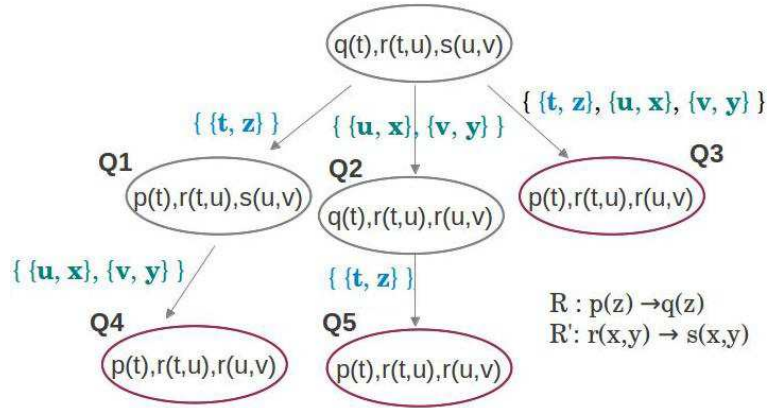 q(t),r(t,u),s(u,v)
{ {t, z} }
{ {u, x}, {v, y} }
{ {t, z}, {u, x}, {v, y} }
Q1
Q2
Q3
p(t),r(t,u),s(u,v)
q(t),r(t,u),r(u,v)
p(t),r(t,u),r(u,v)
{ {u, x}, {v, y} }
{ {t, z} }
Q4
Q5
R : p(z) →q(z)
R': r(x,y) → s(x,y)
p(t),r(t,u),r(u,v)
p(t),r(t,u),r(u,v)